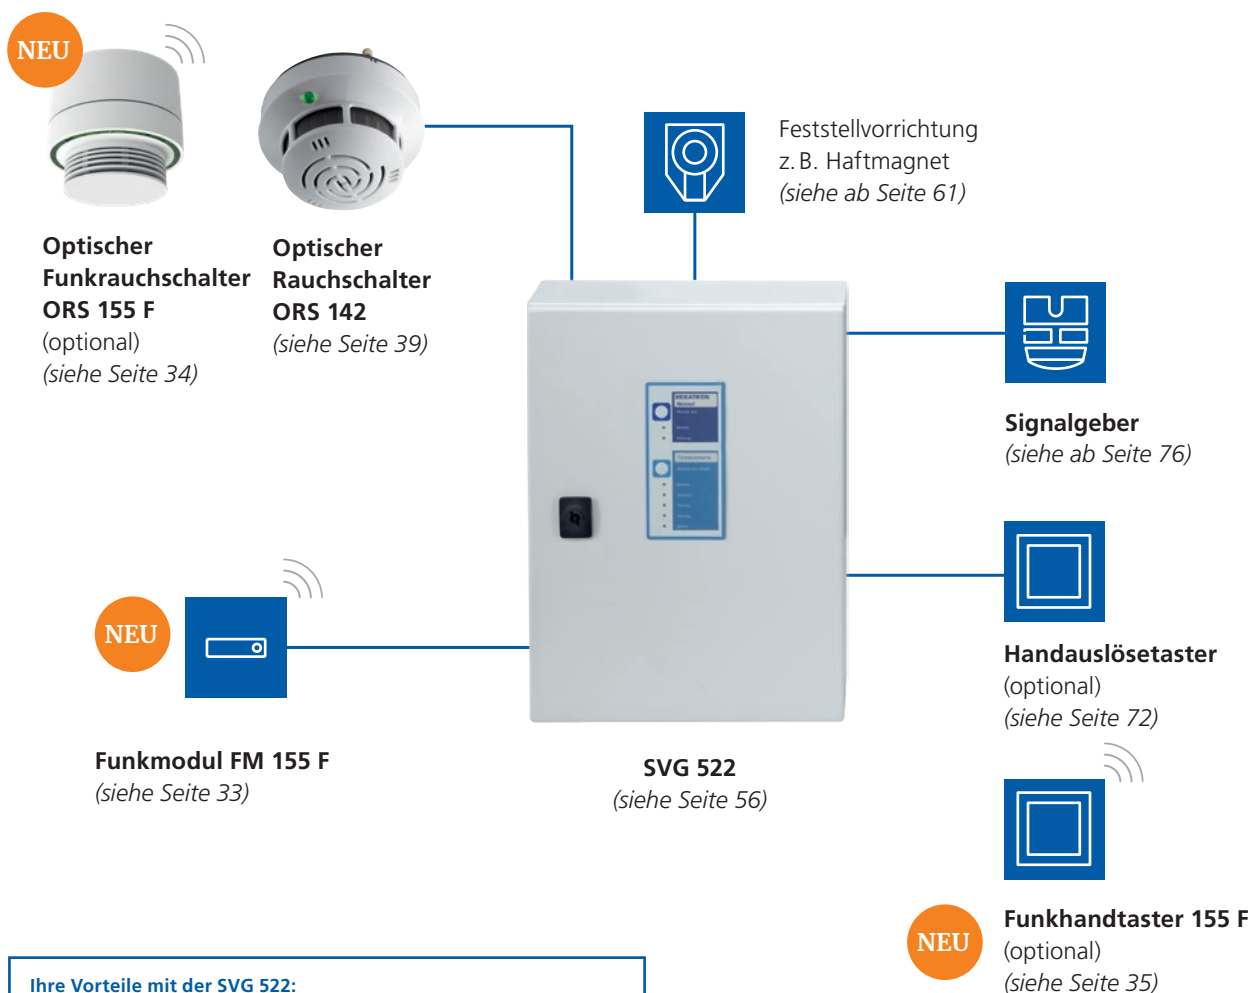 NEU
Optischer
Funkrauchschalter
ORS 155 F
(optional)
(siehe Seite 34)
Optischer
Rauchschalter
ORS 142
(siehe Seite 39)
Feststellvorrichtung
z. B. Haftmagnet
(siehe ab Seite 61)
HEKATRON
Signalgeber
(siehe ab Seite 76)
Handauslösetaster
(optional)
(siehe Seite 72)
NEU
Funkmodul FM 155 F
(siehe Seite 33)
SVG 522
(siehe Seite 56)
NEU
Funkhandtaster 155 F
(optional)
(siehe Seite 35)
Ihre Vorteile mit der SVG 522: